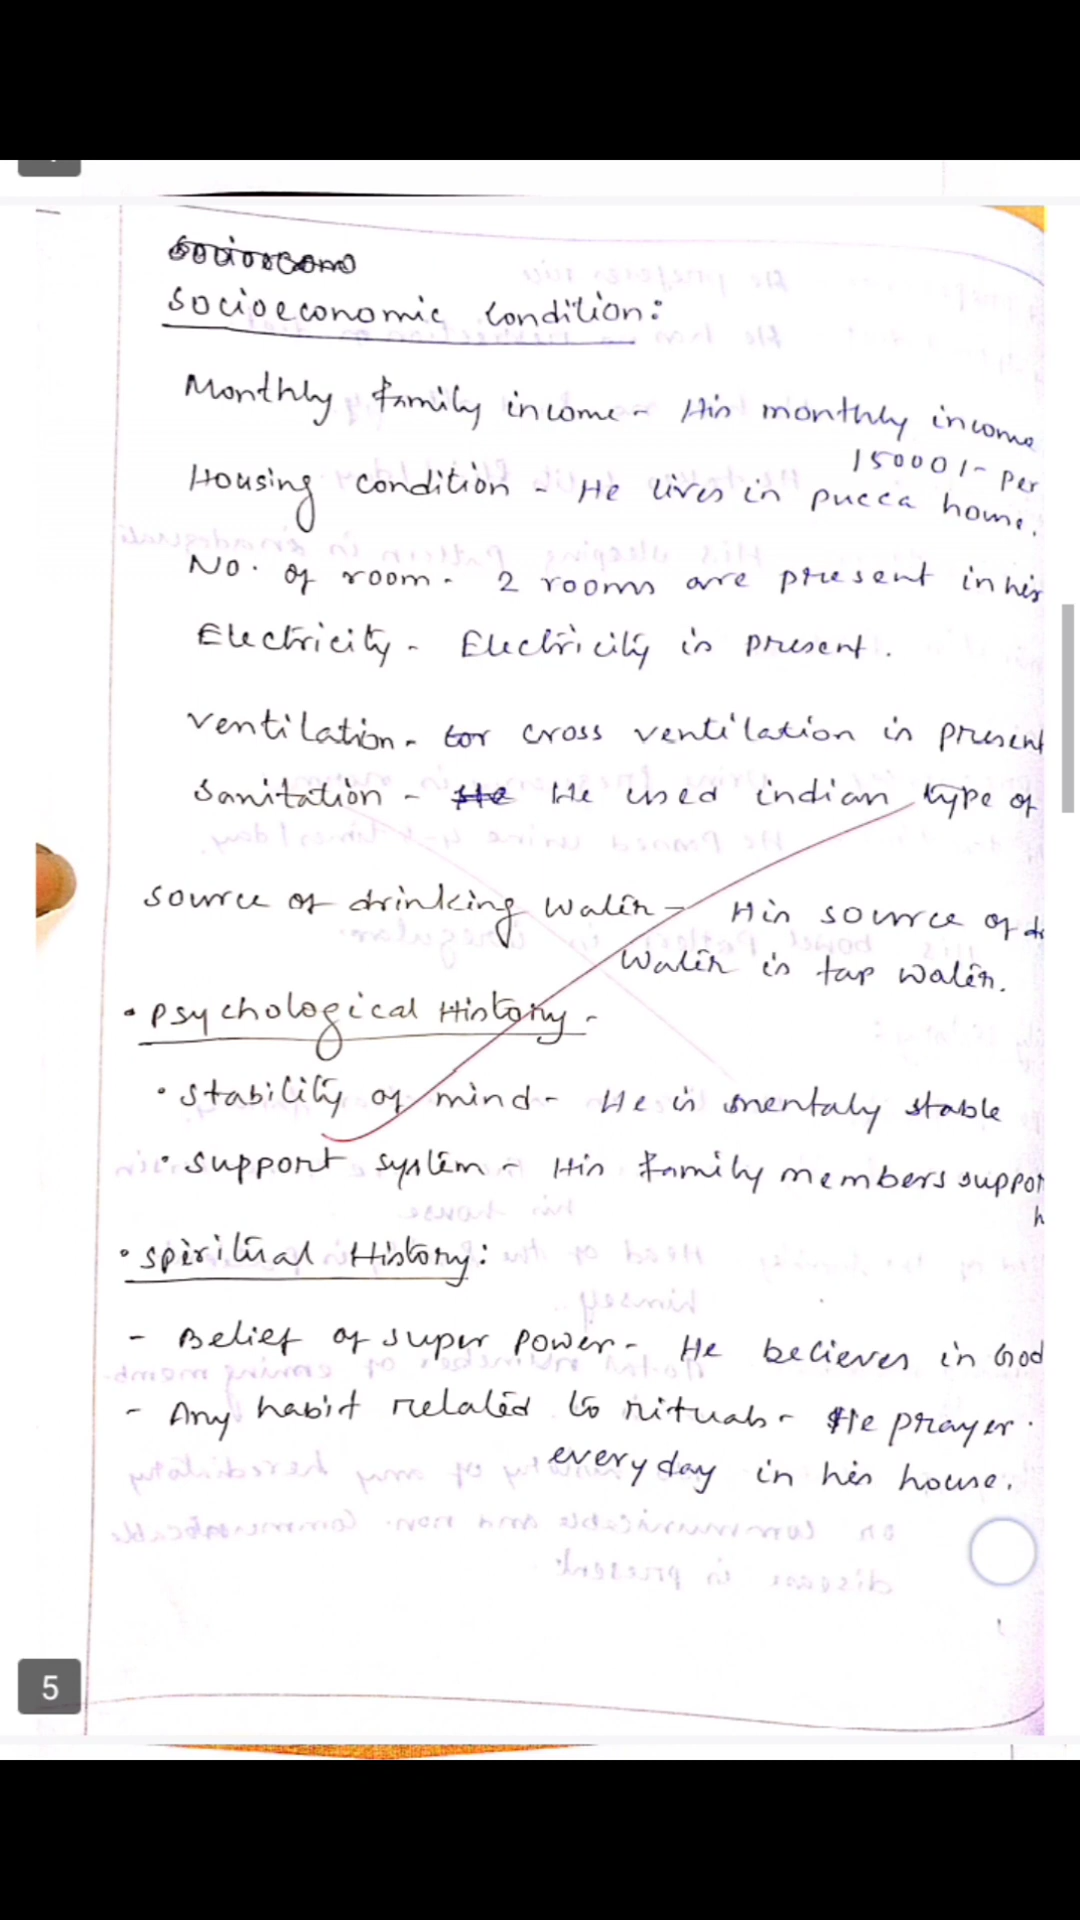 Socioeconomic condition:
Monthly family income - His monthly income
15000/- per
Housing condition - He lives in pucca home.
No. of room - 2 rooms are present in his
Electricity - Electricity is present.
Ventilation - cross ventilation is present
Sanitation - He used indian type of
Source of drinking water - His source of
water is tap water.
• Psychological History -
• Stability of mind - He is mentaly stable
• Support system - His family members suppor
• Spiritual History:
- Belief of super power - He believes in God
- Any habit related to rituals - He prayer
everyday in his house.
5